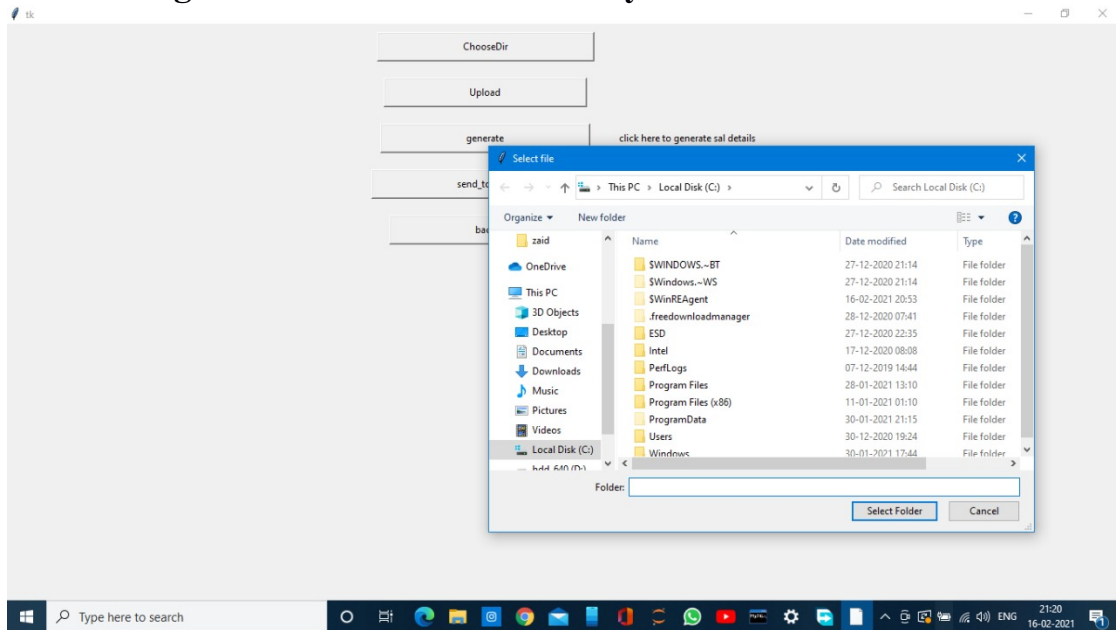 tk
ChooseDir
Upload
generate
click here to generate sal details
Select file
send_to
This PC > Local Disk (C:) >
Search Local Disk (C:)
Organize
New folder
bac
zaid
OneDrive
This PC
3D Objects
Desktop
Documents
Downloads
Music
Pictures
Videos
Local Disk (C:)
hdd_640 (D:)
Name Date modified Type
$WINDOWS.~BT 27-12-2020 21:14 File folder
$Windows.~WS 27-12-2020 21:14 File folder
$WinREAgent 16-02-2021 20:53 File folder
.freedownloadmanager 28-12-2020 07:41 File folder
ESD 27-12-2020 22:35 File folder
Intel 17-12-2020 08:08 File folder
PerfLogs 07-12-2019 14:44 File folder
Program Files 28-01-2021 13:10 File folder
Program Files (x86) 11-01-2021 01:10 File folder
ProgramData 30-01-2021 21:15 File folder
Users 30-12-2020 19:24 File folder
Windows 30-01-2021 17:44 File folder
Folder:
Select Folder
Cancel
Type here to search
ENG
21:20
16-02-2021